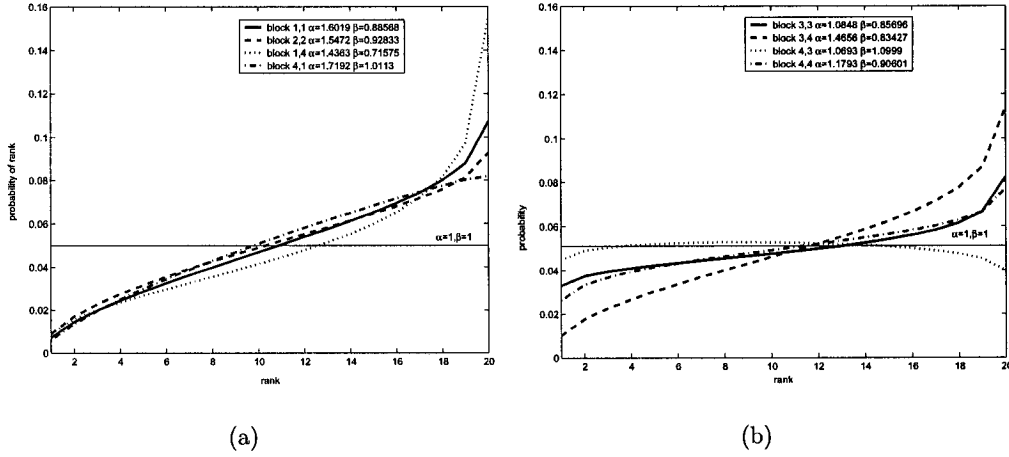 0.16
0.14
0.12
0.1
0.08
0.06
0.04
0.02
0
probability of rank
block 1,1 α=1.6019 β=0.88568
block 2,2 α=1.5472 β=0.92833
block 1,4 α=1.4363 β=0.71575
block 4,1 α=1.7192 β=1.0113
α=1,β=1
2 4 6 8 10 12 14 16 18 20
rank
(a)
0.16
0.14
0.12
0.1
0.08
0.06
0.04
0.02
0
probability
block 3,3 α=1.0848 β=0.85696
block 3,4 α=1.4656 β=0.83427
block 4,3 α=1.0693 β=1.0999
block 4,4 α=1.1793 β=0.90601
α=1,β=1
2 4 6 8 10 12 14 16 18 20
rank
(b)